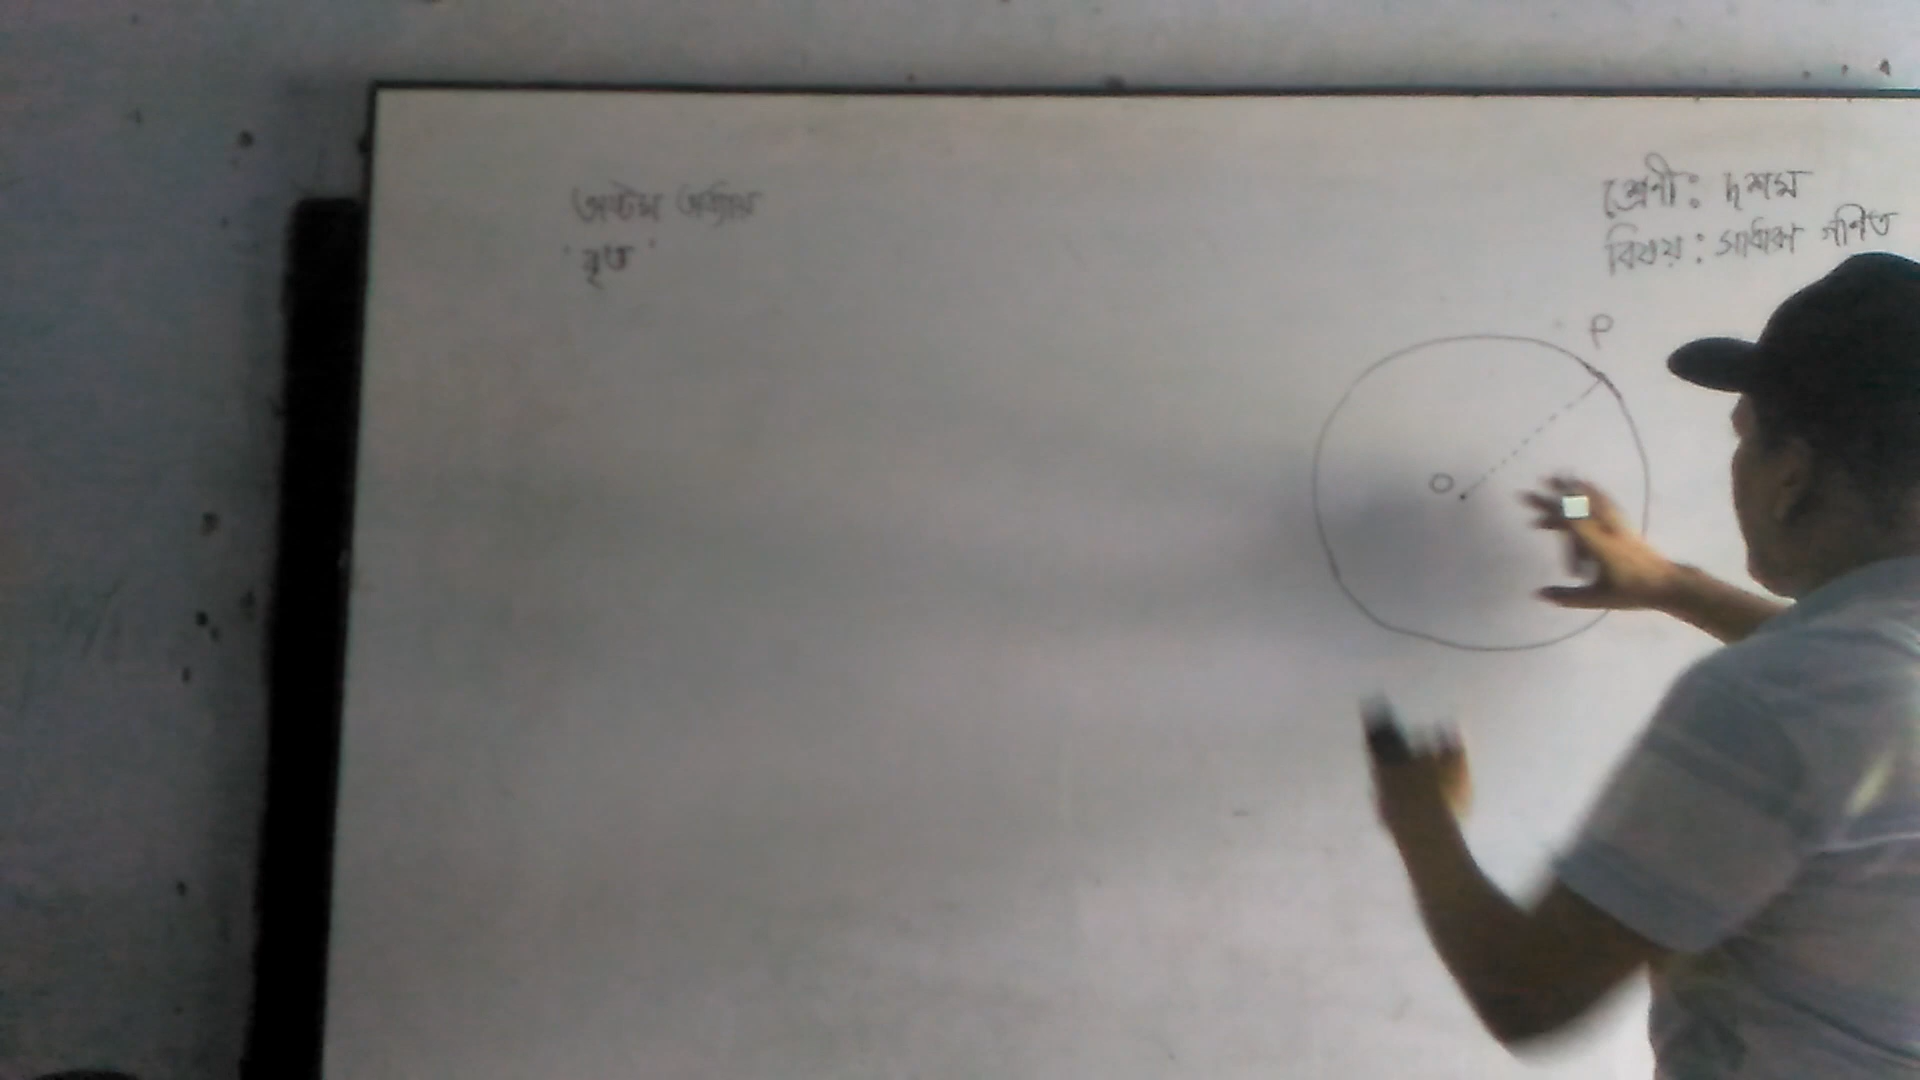 অষ্টম অধ্যায়
'বৃত্ত'
শ্রেণী: দশম
বিষয়: সাধারণ গণিত
P
O